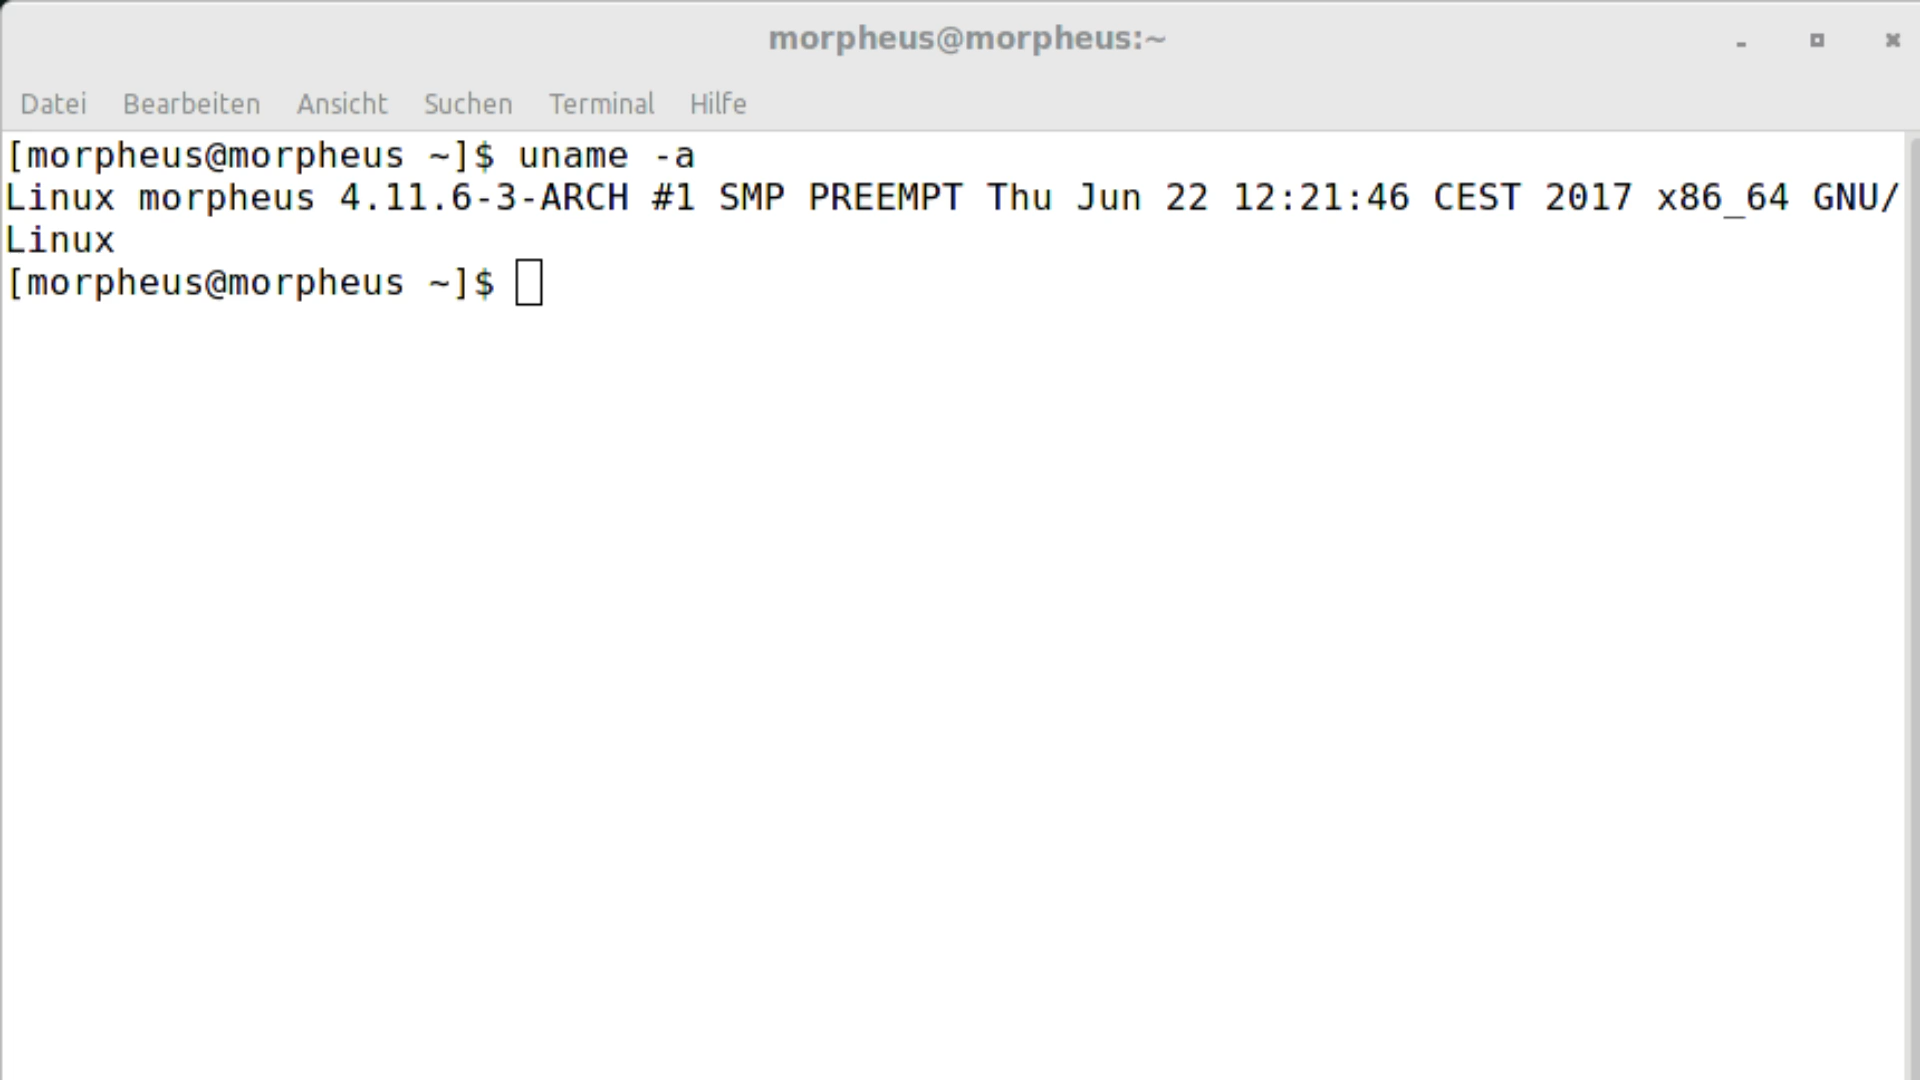 morpheus@morpheus:~
Datei Bearbeiten Ansicht Suchen Terminal Hilfe
[morpheus@morpheus ~]$ uname -a
Linux morpheus 4.11.6-3-ARCH #1 SMP PREEMPT Thu Jun 22 12:21:46 CEST 2017 x86_64 GNU/
Linux
[morpheus@morpheus ~]$